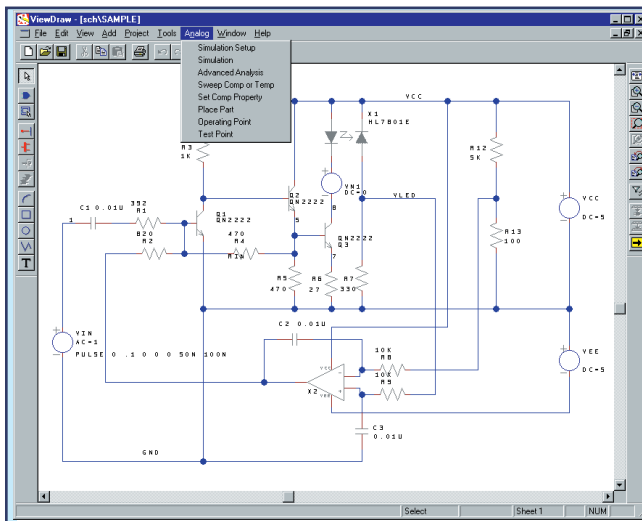 ViewDraw - [sch\SAMPLE]
File Edit View Add Project Tools Analog Window Help
Simulation Setup
Simulation
Advanced Analysis
Sweep Comp or Temp
Set Comp Property
Place Part
Operating Point
Test Point
VCC
X1
HL7801E
R3
1K
R12
5K
VN1
DC=0
VLED
VCC
DC=5
Q2
QN2222
8
C1 0.01U
392
R1
1
Q1
QN2222
5
QN2222
Q3
R13
100
820
R2
470
R4
7
R5
470
R6
27
R7
330
C2 0.01U
VIN
AC=1
PULSE 0 .1 0 0 0 50N 100N
10K
R8
VCC
10K
R9
X2
VEE
DC=5
C3
0.01U
GND
Select
Sheet 1
NUM
T